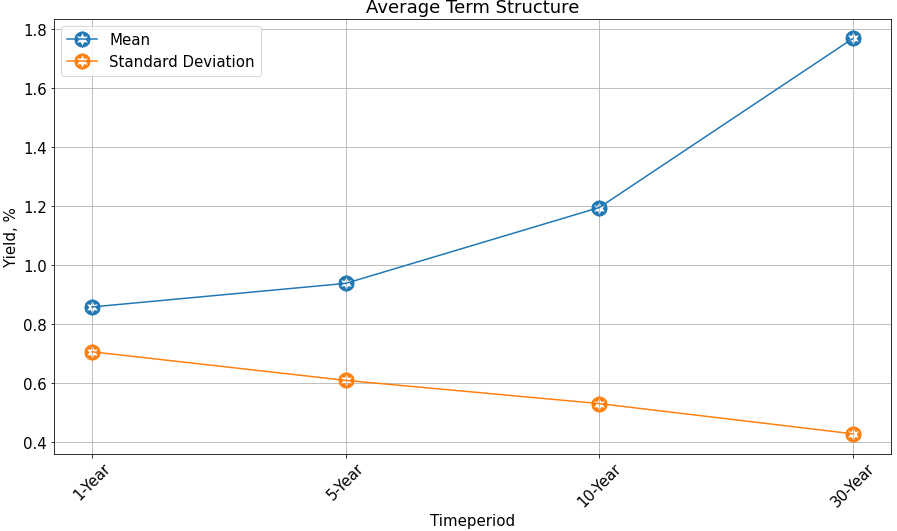 Average Term Structure
Mean
Standard Deviation
1.8
1.6
1.4
1.2
1.0
0.8
0.6
0.4
Yield, %
1-Year
5-Year
10-Year
30-Year
Timeperiod